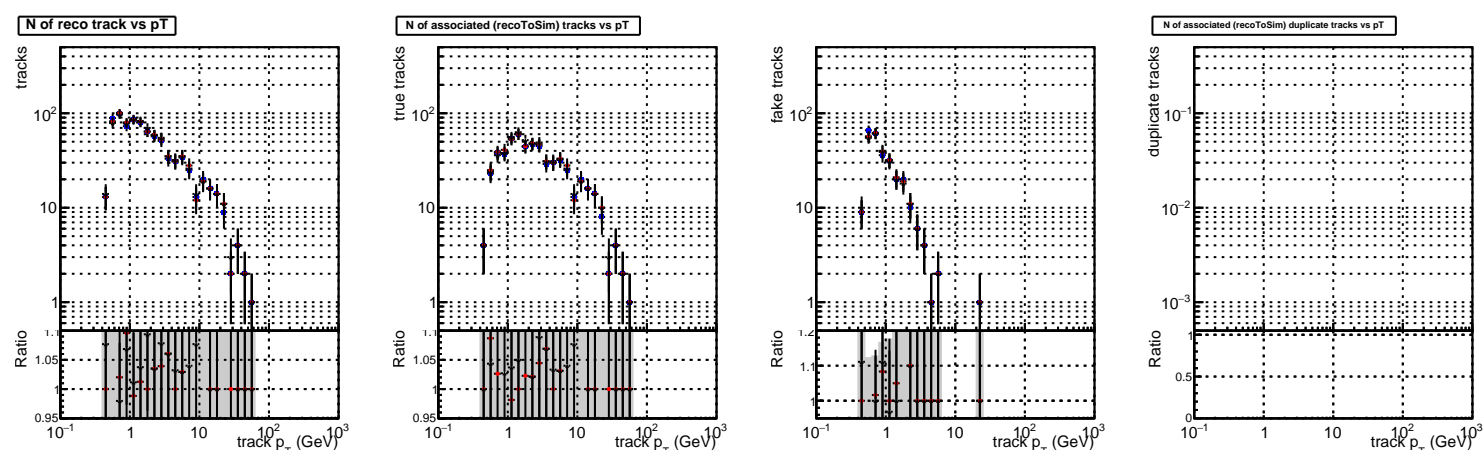 N of reco track vs pT
tracks
10²
10
1
Ratio
1.1
1.05
1
0.95
10⁻¹ 1 10 10² 10³
track p_T (GeV)
N of associated (recoToSim) tracks vs pT
true tracks
10²
10
1
Ratio
1.1
1.05
1
0.95
10⁻¹ 1 10 10² 10³
track p_T (GeV)
fake tracks
10²
10
1
Ratio
1.2
1.1
1
10⁻¹ 1 10 10² 10³
track p_T (GeV)
N of associated (recoToSim) duplicate tracks vs pT
duplicate tracks
10⁻¹
10⁻²
10⁻³
Ratio
1
0.5
0
10⁻¹ 1 10 10² 10³
track p_T (GeV)